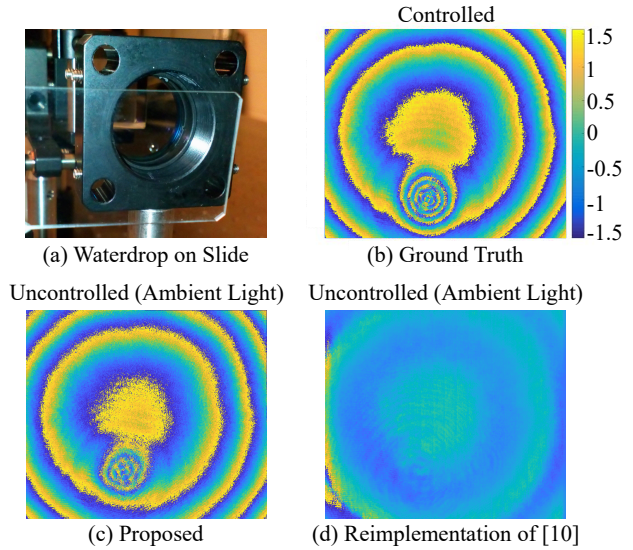 Controlled
1.5
1
0.5
0
-0.5
-1
-1.5
(a) Waterdrop on Slide
(b) Ground Truth
Uncontrolled (Ambient Light)
Uncontrolled (Ambient Light)
(c) Proposed
(d) Reimplementation of [10]